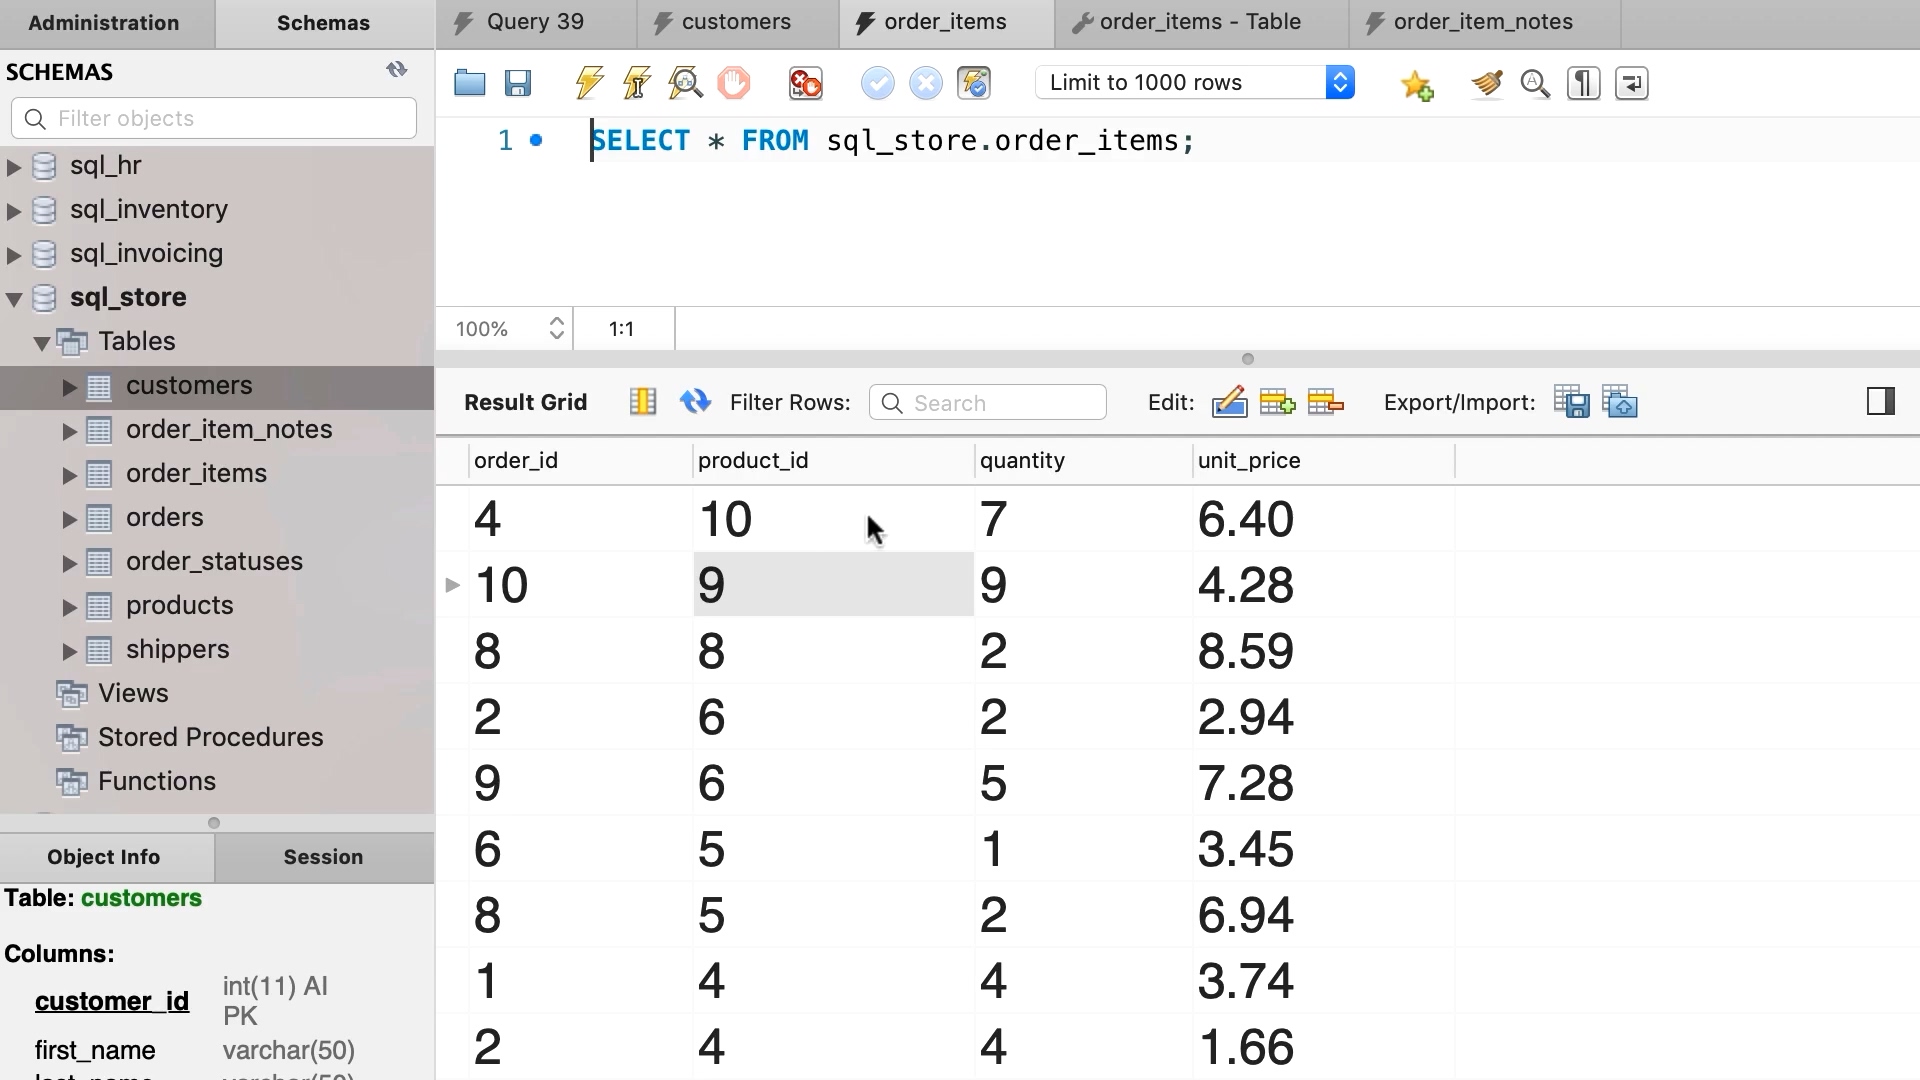 Administration
Schemas
SCHEMAS
Filter objects
sql_hr
sql_inventory
sql_invoicing
sql_store
Tables
customers
order_item_notes
order_items
orders
order_statuses
products
shippers
Views
Stored Procedures
Functions
Object Info
Session
Table: customers
Columns:
customer_id int(11) AI
PK
first_name varchar(50)
Query 39
customers
order_items
order_items - Table
order_item_notes
Limit to 1000 rows
1 SELECT * FROM sql_store.order_items;
100% 1:1
Result Grid Filter Rows: Search Edit: Export/Import:
order_id product_id quantity unit_price
4 10 7 6.40
10 9 9 4.28
8 8 2 8.59
2 6 2 2.94
9 6 5 7.28
6 5 1 3.45
8 5 2 6.94
1 4 4 3.74
2 4 4 1.66